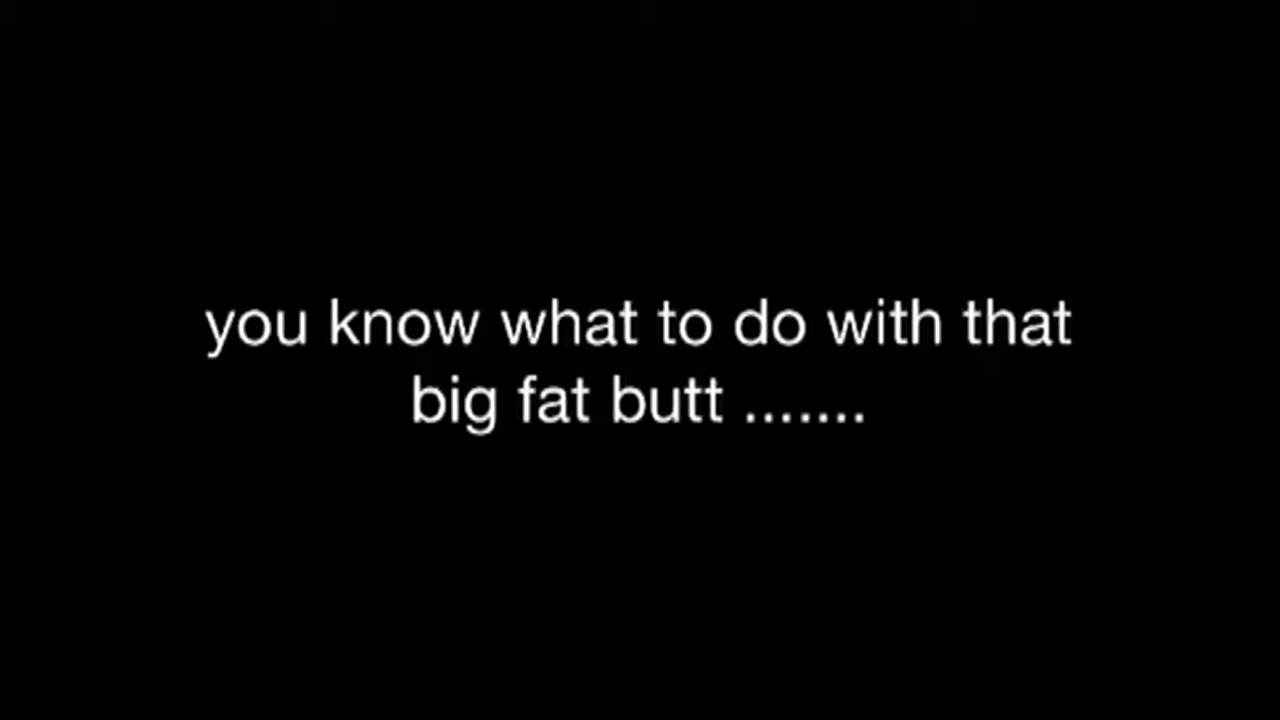 you know what to do with that
big fat butt .......